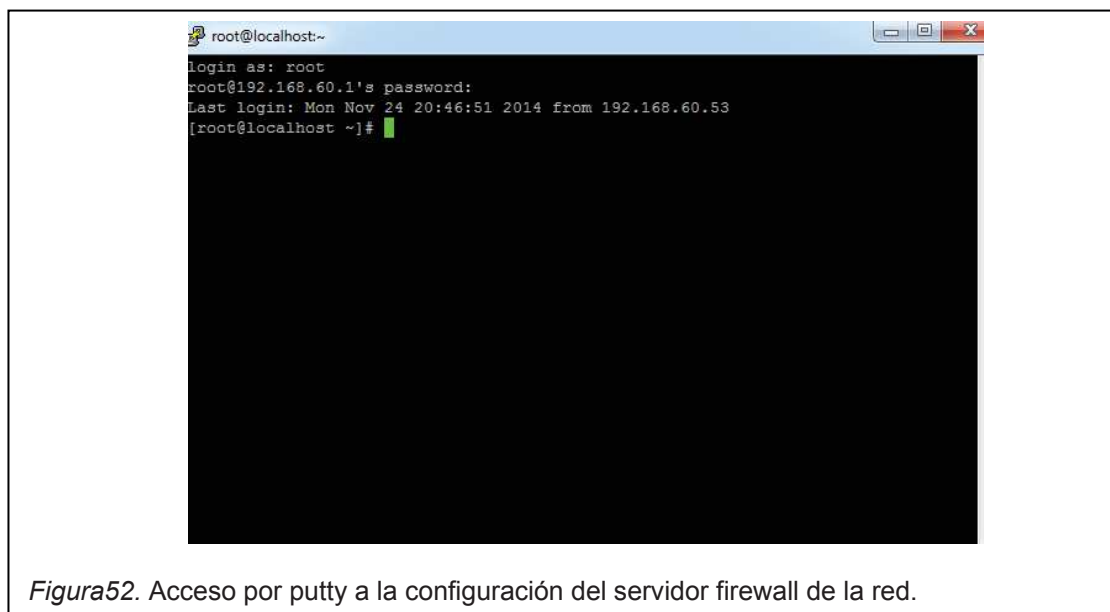 root@localhost:~
login as: root
root@192.168.60.1's password:
Last login: Mon Nov 24 20:46:51 2014 from 192.168.60.53
[root@localhost ~]#
Figura52. Acceso por putty a la configuración del servidor firewall de la red.